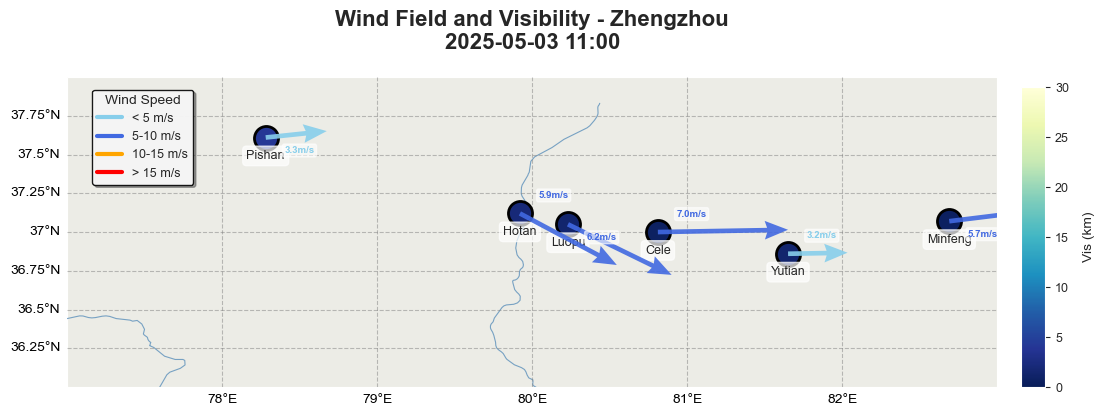 Wind Field and Visibility - Zhengzhou
2025-05-03 11:00
Wind Speed
< 5 m/s
5-10 m/s
10-15 m/s
> 15 m/s
37.75°N
37.5°N
37.25°N
37°N
36.75°N
36.5°N
36.25°N
78°E
79°E
80°E
81°E
82°E
Pishan
3.3m/s
Hotan
5.9m/s
Luopu
6.2m/s
Cele
7.0m/s
Yutian
3.2m/s
Minfeng
5.7m/s
30
25
20
15
10
5
0
Vis (km)